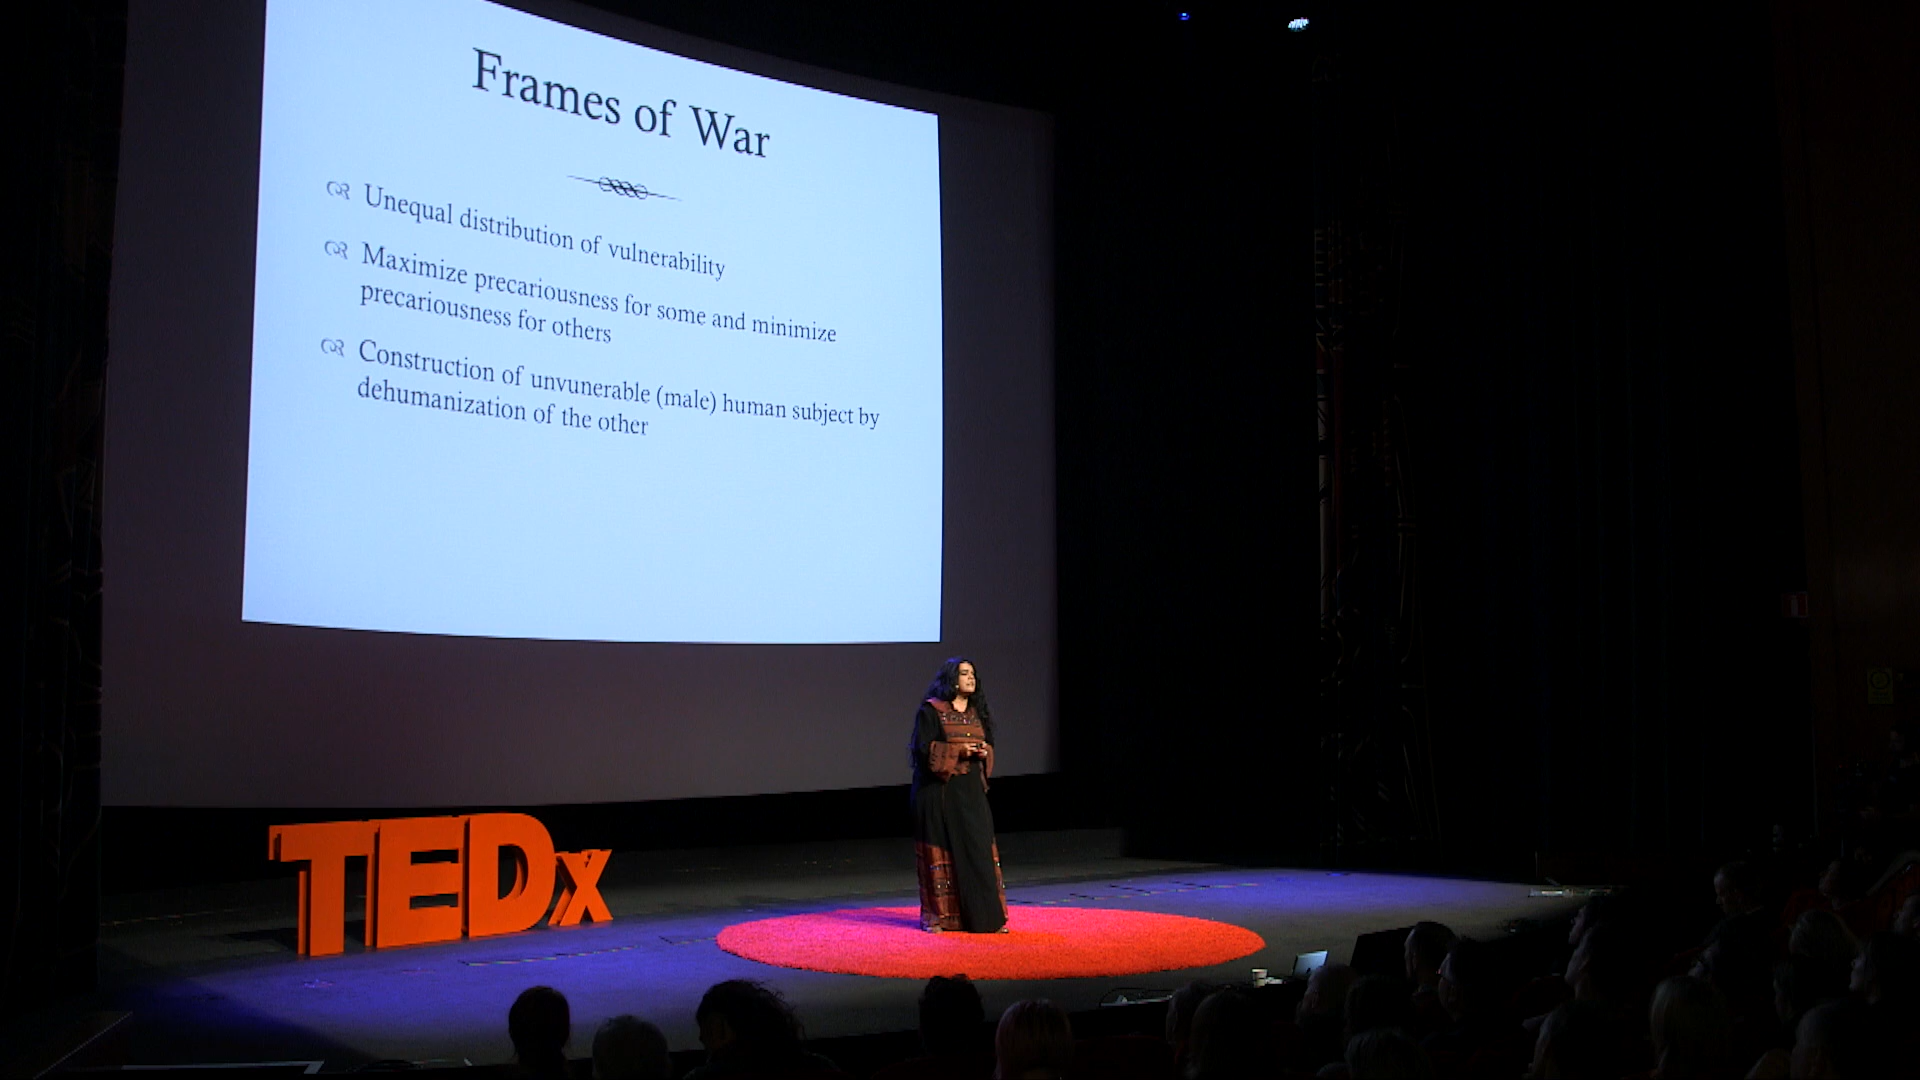 Frames of War
Unequal distribution of vulnerability
Maximize precariousness for some and minimize
precariousness for others
Construction of unvunerable (male) human subject by
dehumanization of the other
TEDx